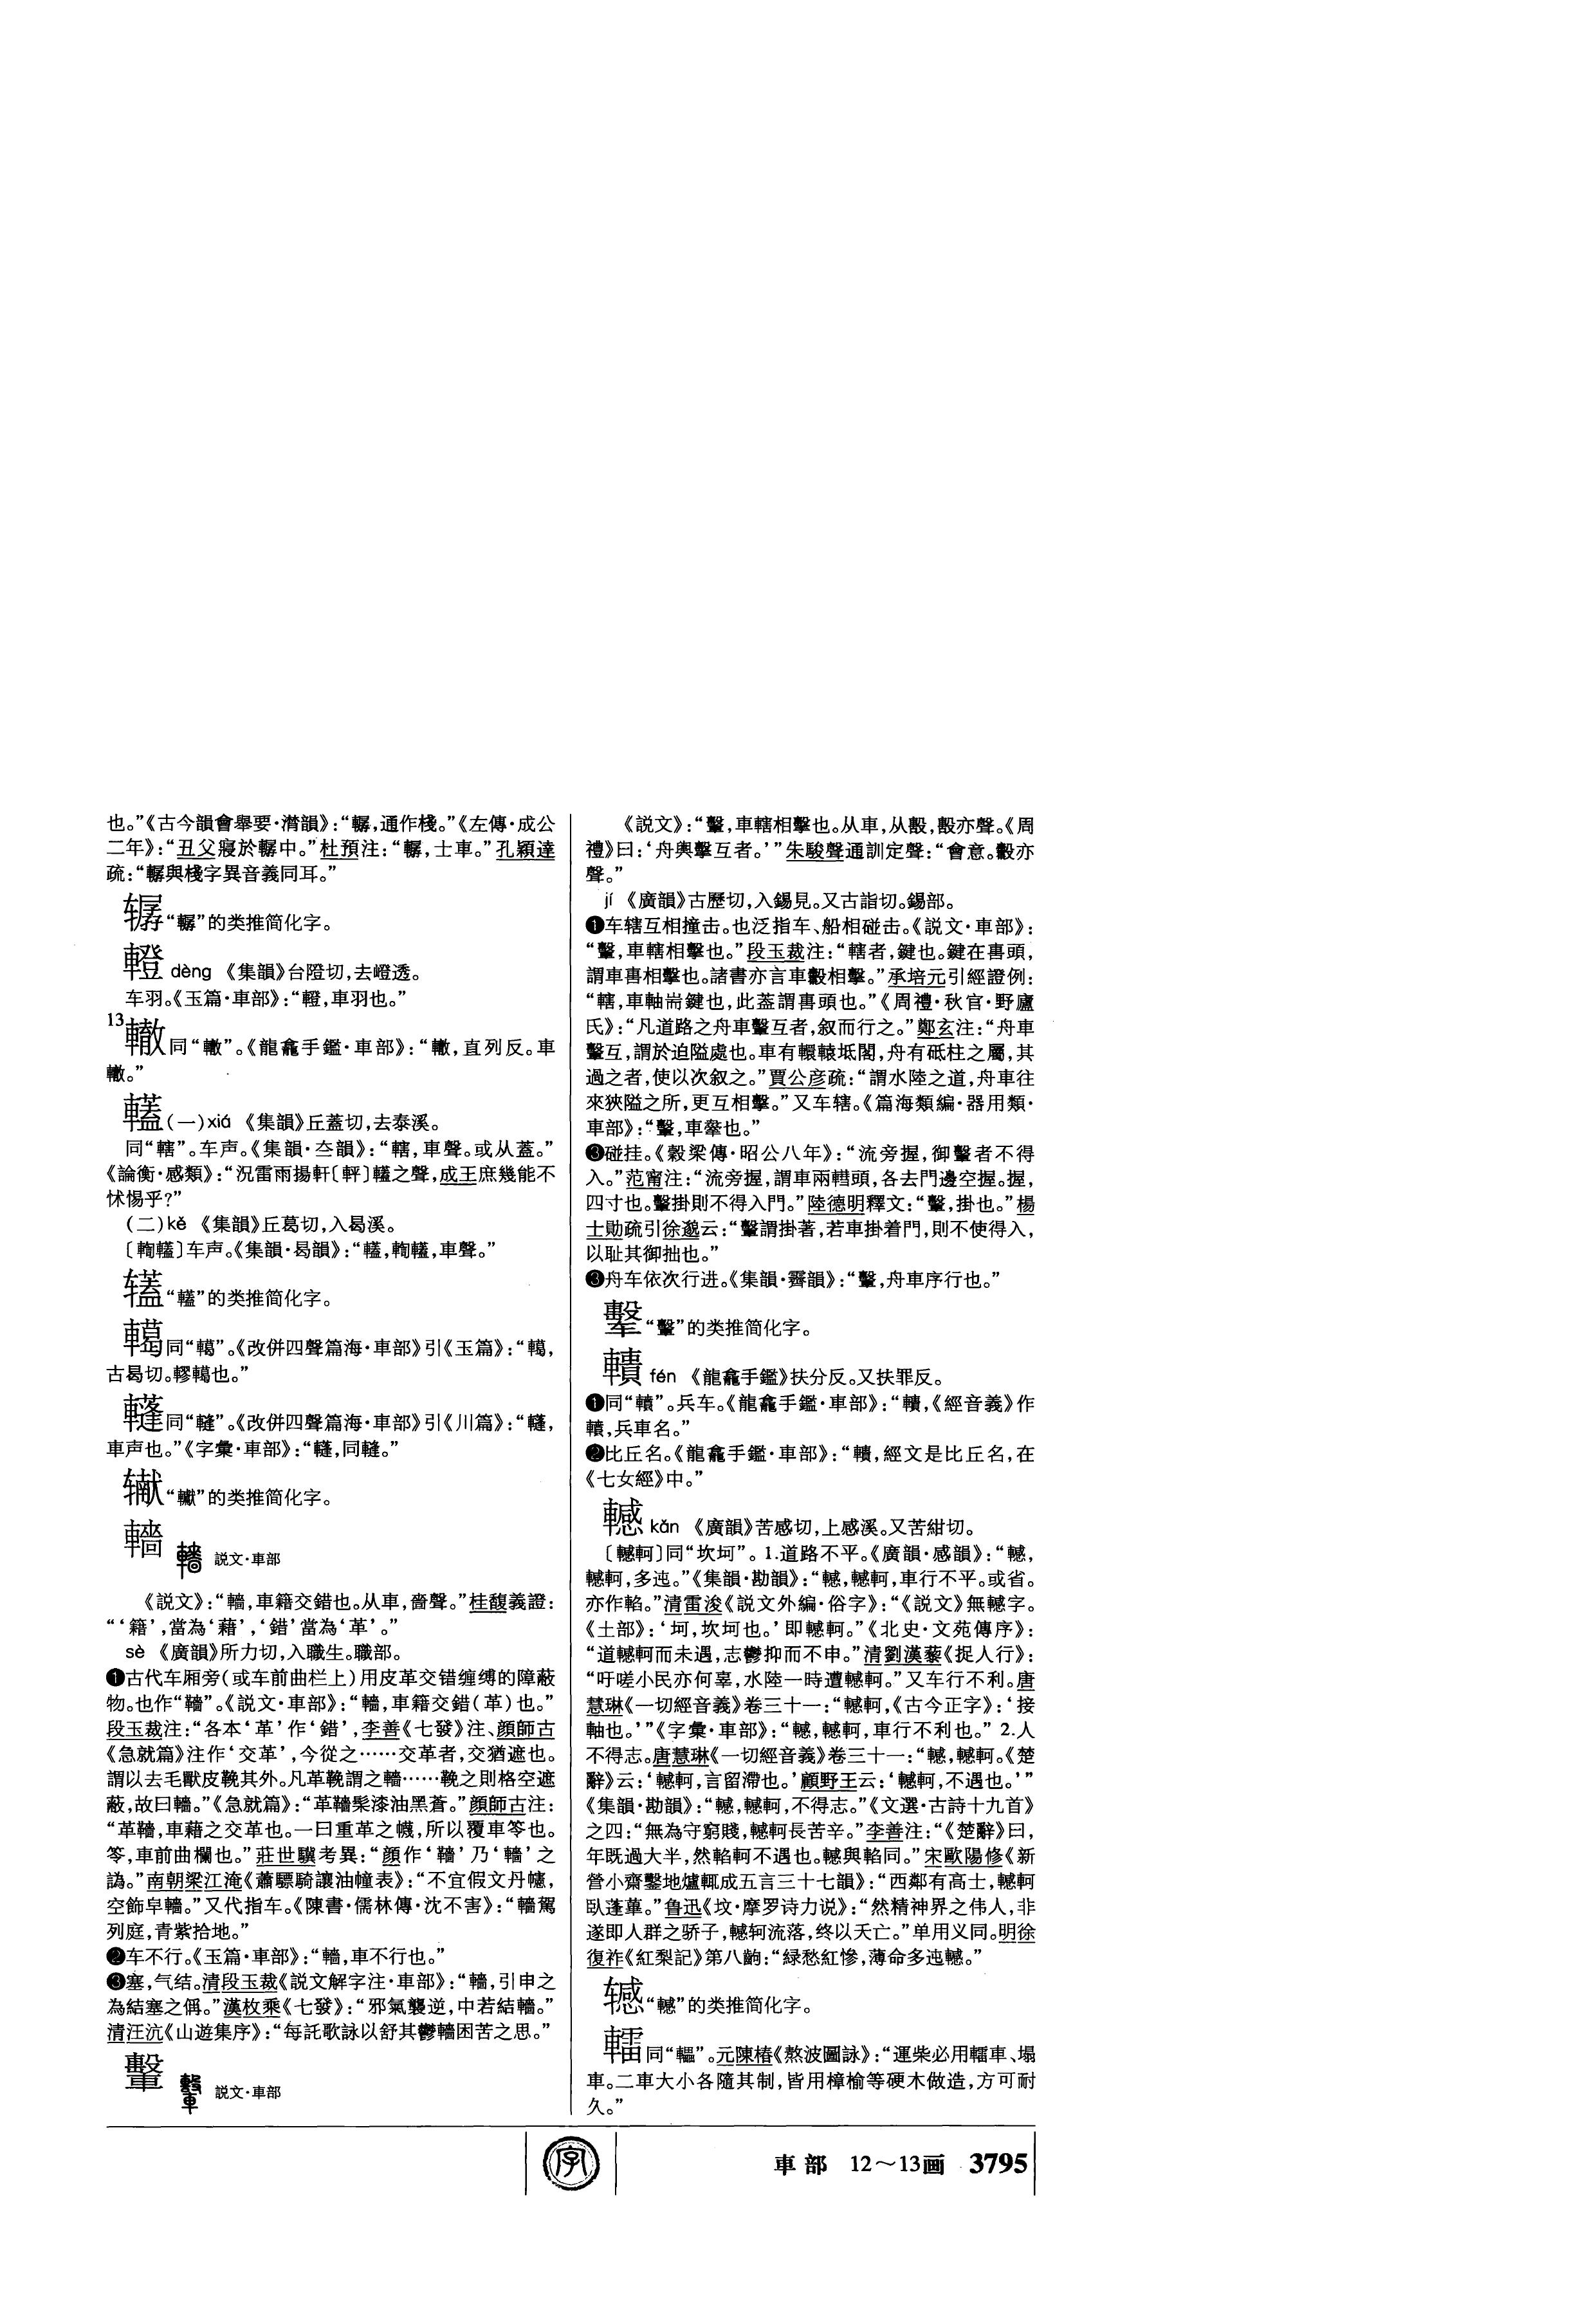 也。”《古今韻會舉要·潸韻》：“轏，通作棧。”《左傳·成公
二年》：“丑父寢於轏中。”杜預注：“轏，士車。”孔穎達
疏：“轏與棧字異音義同耳。”
“轏”的类推简化字。
dèng 《集韻》台隥切，去嶝透。
车羽。《玉篇·車部》：“䡾，車羽也。”
13
同“轍”。《龍龕手鑑·車部》：“轍，直列反。車
轍。”
轞(一)xiá 《集韻》丘蓋切，去泰溪。
同“轄”。车声。《集韻·夳韻》：“轄，車聲。或从蓋。”
《論衡·感類》：“況雷雨揚軒〔軯〕𨎴之聲，成王庶幾能不
怵惕乎？”
(二)kě 《集韻》丘葛切，入曷溪。
〔輷𨎴〕车声。《集韻·曷韻》：“𨎴，輷𨎴，車聲。”
“𨎴”的类推简化字。
同“轕”。《改併四聲篇海·車部》引《玉篇》：“轕，
古曷切。轇轕也。”
同“䡫”。《改併四聲篇海·車部》引《川篇》：
車声也。”《字彙·車部》：
“轍”的类推简化字。
轖 説文·車部
《説文》：“轖，車籍交錯也。从車，嗇聲。”桂馥義證：
“‘籍’，當為‘藉’，‘錯’當為‘革’。”
sè 《廣韻》所力切，入職生。職部。
❶古代车厢旁（或车前曲栏上）用皮革交错缠缚的障蔽
物。也作“䩶”。《説文·車部》：“轖，車籍交錯（革）也。”
段玉裁注：“各本‘革’作‘錯’，李善《七發》注、顔師古
《急就篇》注作‘交革’，今從之……交革者，交猶遮也。
謂以去毛獸皮鞔其外。凡革鞔謂之轖……鞔之則格空遮
蔽，故曰轖。”《急就篇》：“革轖髹漆油黑蒼。”顔師古注：
“革轖，車藉之交革也。一曰重革之幭，所以覆車笭也。
笭，車前曲欄也。”莊世驥考異：“顔作‘䩶’乃‘轖’之
譌。”南朝梁江淹《蕭驃騎讓油幢表》：“不宜假文丹幰，
空飾皁轖。”又代指车。《陳書·儒林傳·沈不害》：“轖駕
列庭，青紫拾地。”
❷车不行。《玉篇·車部》：“轖，車不行也。”
❸塞，气结。清段玉裁《説文解字注·車部》：“轖，引申之
為結塞之偁。”漢枚乘《七發》：“邪氣襲逆，中若結轖。”
清汪沆《山遊集序》：“每託歌詠以舒其鬱轖困苦之思。”
轚 説文·車部
《説文》：“轚，車轄相擊也。从車，从毄，毄亦聲。《周
禮》曰：‘舟輿擊互者。’”朱駿聲通訓定聲：“會意。毄亦
聲。”
jí 《廣韻》古歷切，入錫見。又古詣切。錫部。
❶车辖互相撞击。也泛指车、船相碰击。《説文·車部》：
“轚，車轄相擊也。”段玉裁注：“轄者，鍵也。鍵在軎頭，
謂車軎相擊也。諸書亦言車轂相擊。”承培元引經證例：
“轄，車軸耑鍵也，此葢謂軎頭也。”《周禮·秋官·野廬
氏》：“凡道路之舟車轚互者，叙而行之。”鄭玄注：“舟車
轚互，謂於迫隘處也。車有轘轅坻閣，舟有砥柱之屬，其
過之者，使以次叙之。”賈公彦疏：“謂水陸之道，舟車往
來狹隘之所，更互相擊。”又车辖。《篇海類編·器用類·
車部》：“轚，車舝也。”
❸碰挂。《穀梁傳·昭公八年》：“流旁握，御轚者不得
入。”范甯注：“流旁握，謂車兩轊頭，各去門邊空握。握，
四寸也。轚掛則不得入門。”陸德明釋文：“轚，掛也。”楊
士勛疏引徐邈云：“轚謂掛著，若車掛着門，則不使得入，
以耻其御拙也。”
❸舟车依次行进。《集韻·霽韻》：“轚，舟車序行也。”
“轚”的类推简化字。
轒 fén 《龍龕手鑑》扶分反。又扶罪反。
❶同“轒”。兵车。《龍龕手鑑·車部》：“轒，《經音義》作
轒，兵車名。”
❷比丘名。《龍龕手鑑·車部》：“轒，經文是比丘名，在
《七女經》中。”
轗 kǎn 《廣韻》苦感切，上感溪。又苦紺切。
〔轗軻〕同“坎坷”。1.道路不平。《廣韻·感韻》：“轗，
轗軻，多迍。”《集韻·勘韻》：“轗，轗軻，車行不平。或省。
亦作輡。”清雷浚《説文外編·俗字》：“《説文》無轗字。
《土部》：‘坷，坎坷也。’即轗軻。”《北史·文苑傳序》：
“道轗軻而未遇，志鬱抑而不申。”清劉漢藜《捉人行》：
“吁嗟小民亦何辜，水陸一時遭轗軻。”又车行不利。唐
慧琳《一切經音義》卷三十一：“轗軻，《古今正字》：‘接
軸也。’”《字彙·車部》：“轗，轗軻，車行不利也。”2.人
不得志。唐慧琳《一切經音義》卷三十一：“轗，轗軻。《楚
辭》云：‘轗軻，言留滯也。’顧野王云：‘轗軻，不遇也。’”
《集韻·勘韻》：“轗，轗軻，不得志。”《文選·古詩十九首》
之四：“無為守窮賤，轗軻長苦辛。”李善注：“《楚辭》曰，
年既過太半，然輡軻不遇也。轗與輡同。”宋歐陽修《新
營小齋鑿地爐輒成五言三十七韻》：“西鄰有高士，轗軻
臥蓬蓽。”鲁迅《坟·摩罗诗力说》：“然精神界之伟人，非
遂即人群之骄子，轗轲流落，终以夭亡。”单用义同。明徐
復祚《紅梨記》第八齣：“緑愁紅慘，薄命多迍轗。”
“轗”的类推简化字。
元陳椿《熬波圖詠》：
車。二車大小各隨其制，皆用樟榆等硬木做造，方可耐
久。”
字
車部 12～13画 3795